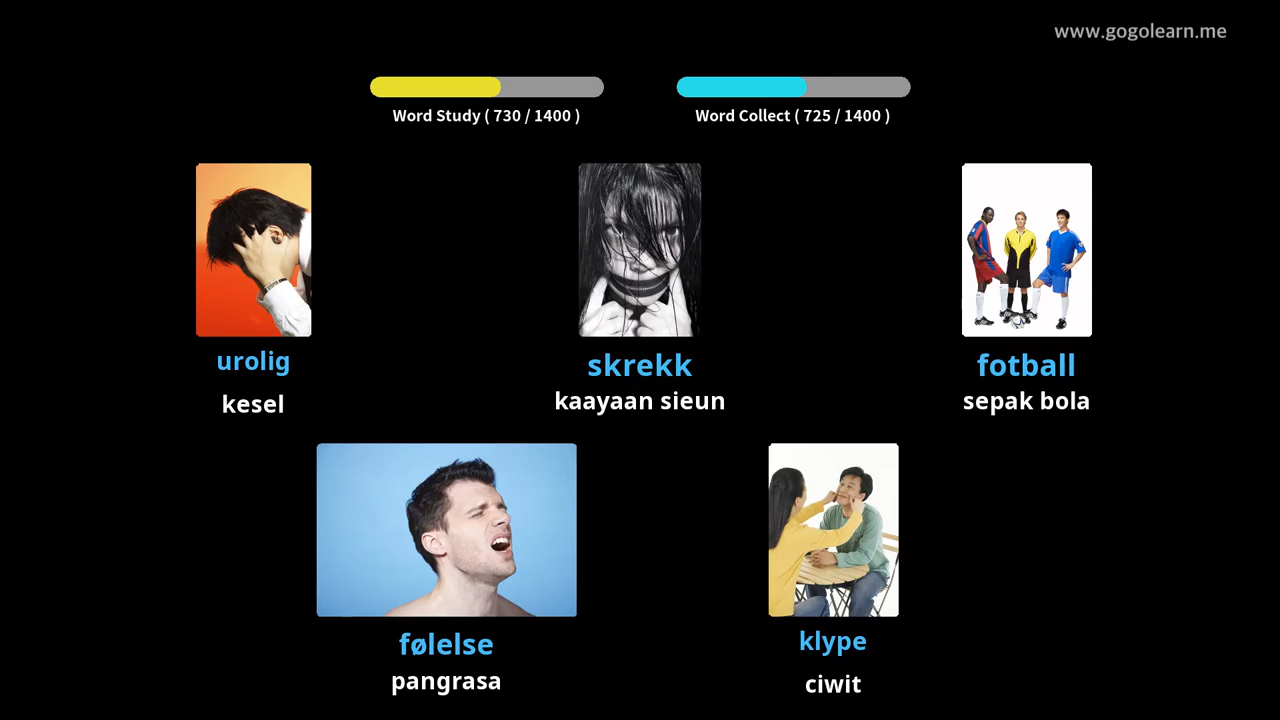 www.gogolearn.me
Word Study ( 730 / 1400 )
Word Collect ( 725 / 1400 )
urolig
kesel
skrekk
kaayaan sieun
fotball
sepak bola
følelse
pangrasa
klype
ciwit